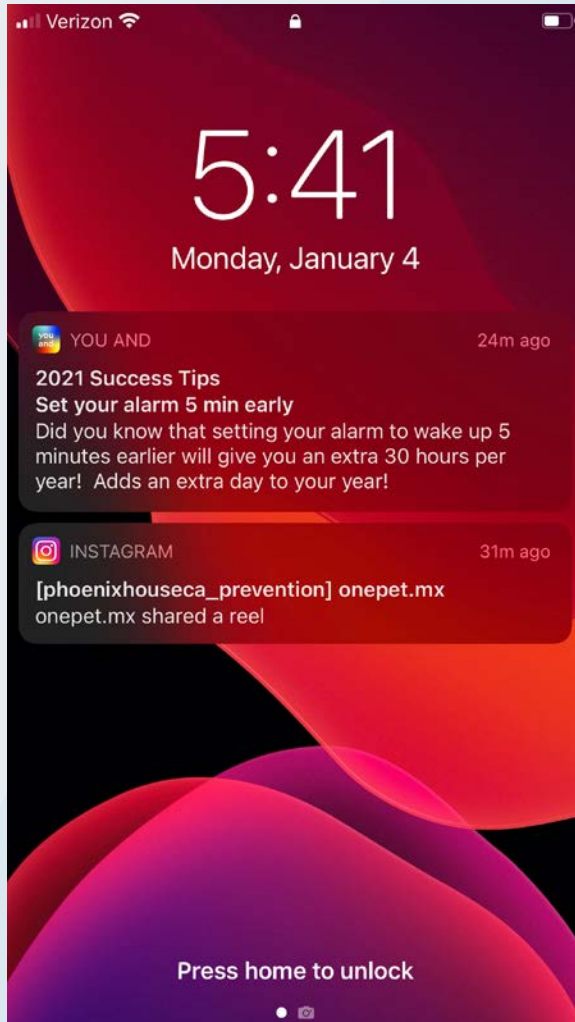 Verizon
5:41
Monday, January 4
you and
YOU AND 24m ago
2021 Success Tips
Set your alarm 5 min early
Did you know that setting your alarm to wake up 5
minutes earlier will give you an extra 30 hours per
year!  Adds an extra day to your year!
INSTAGRAM 31m ago
[phoenixhouseca_prevention] onepet.mx
onepet.mx shared a reel
Press home to unlock